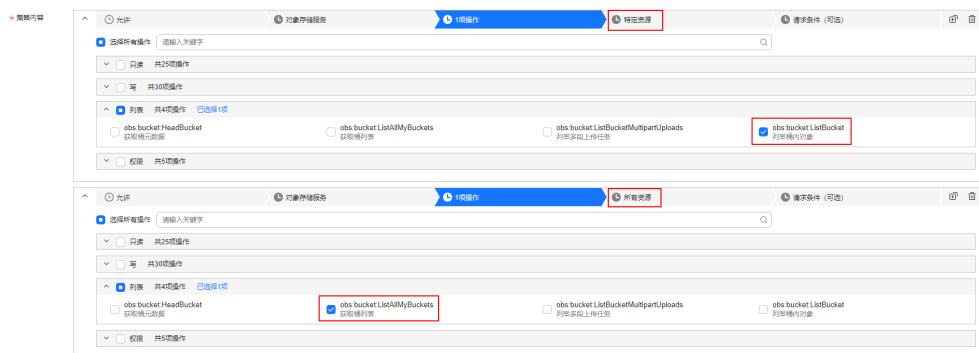 * 策略内容
允许 对象存储服务 1项操作 特定资源 请求条件（可选）
选择所有操作 请输入关键字
只读 共25项操作
写 共30项操作
列表 共4项操作 已选择1项
obs:bucket:HeadBucket obs:bucket:ListAllMyBuckets obs:bucket:ListBucketMultipartUploads obs:bucket:ListBucket
获取桶元数据 获取桶列表 列举多段上传任务 列举桶内对象
权限 共5项操作
允许 对象存储服务 1项操作 所有资源 请求条件（可选）
选择所有操作 请输入关键字
只读 共25项操作
写 共30项操作
列表 共4项操作 已选择1项
obs:bucket:HeadBucket obs:bucket:ListAllMyBuckets obs:bucket:ListBucketMultipartUploads obs:bucket:ListBucket
获取桶元数据 获取桶列表 列举多段上传任务 列举桶内对象
权限 共5项操作